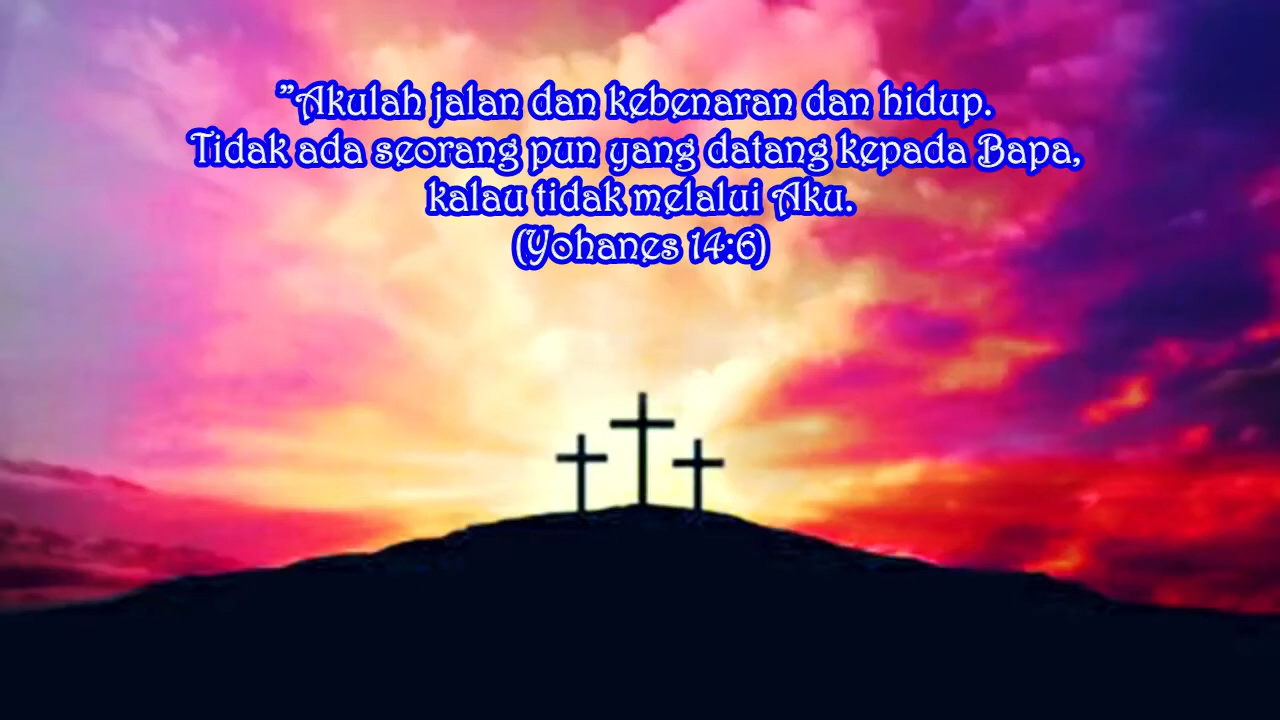 "Akulah jalan dan kebenaran dan hidup.
Tidak ada seorang pun yang datang kepada Bapa,
kalau tidak melalui Aku.
(Yohanes 14:6)